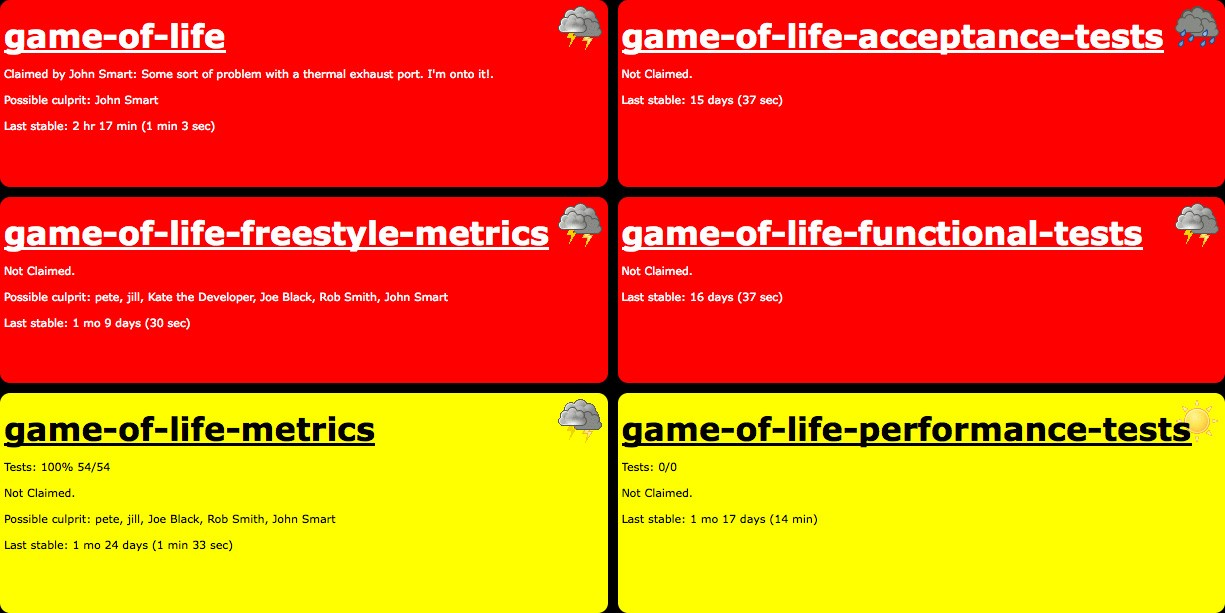 game-of-life
Claimed by John Smart: Some sort of problem with a thermal exhaust port. I'm onto it!.
Possible culprit: John Smart
Last stable: 2 hr 17 min (1 min 3 sec)
game-of-life-acceptance-tests
Not Claimed.
Last stable: 15 days (37 sec)
game-of-life-freestyle-metrics
Not Claimed.
Possible culprit: pete, jill, Kate the Developer, Joe Black, Rob Smith, John Smart
Last stable: 1 mo 9 days (30 sec)
game-of-life-functional-tests
Not Claimed.
Last stable: 16 days (37 sec)
game-of-life-metrics
Tests: 100% 54/54
Not Claimed.
Possible culprit: pete, jill, Joe Black, Rob Smith, John Smart
Last stable: 1 mo 24 days (1 min 33 sec)
game-of-life-performance-tests
Tests: 0/0
Not Claimed.
Last stable: 1 mo 17 days (14 min)